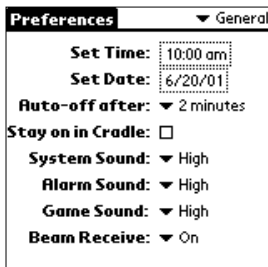 Preferences ▼ General
Set Time: 10:00 am
Set Date: 6/20/01
Auto-off after: ▼ 2 minutes
Stay on in Cradle: ☐
System Sound: ▼ High
Alarm Sound: ▼ High
Game Sound: ▼ High
Beam Receive: ▼ On